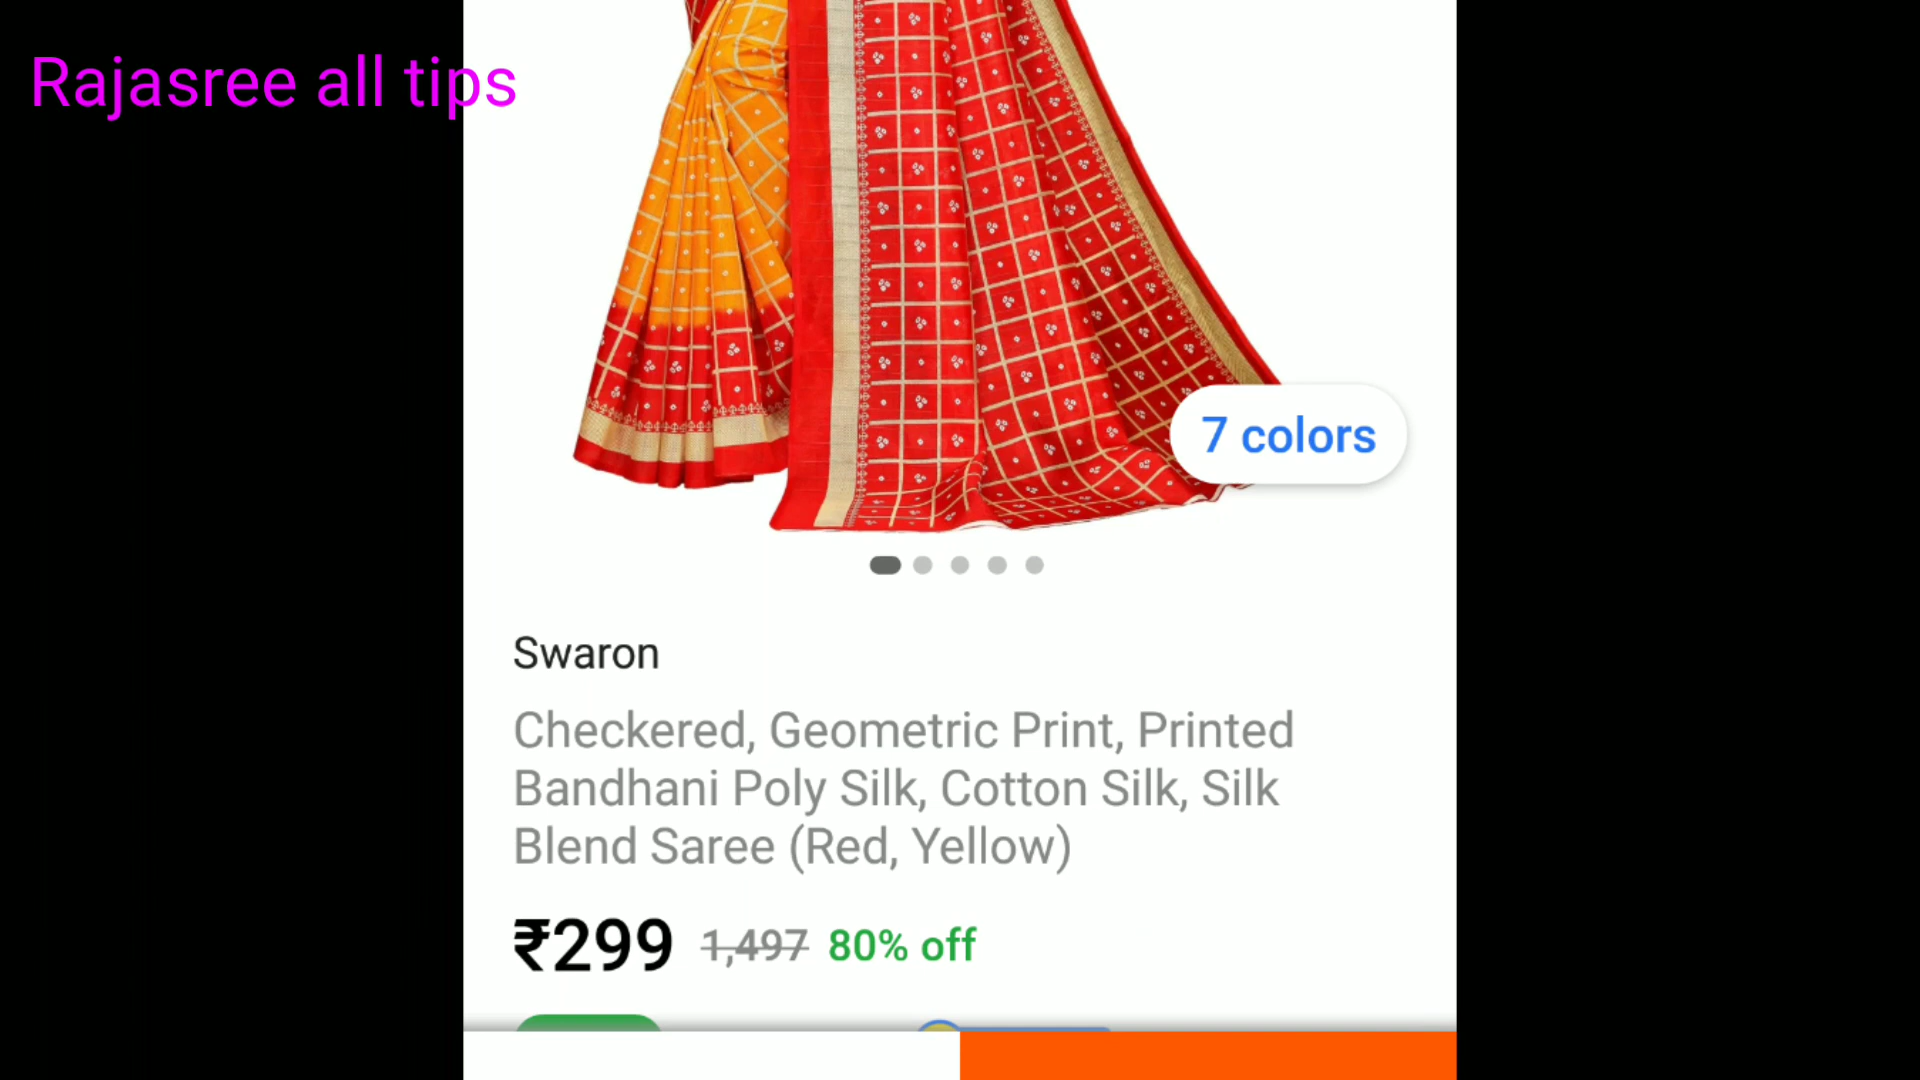 Rajasree all tips
7 colors
Swaron
Checkered, Geometric Print, Printed
Bandhani Poly Silk, Cotton Silk, Silk
Blend Saree (Red, Yellow)
₹299 1,497 80% off